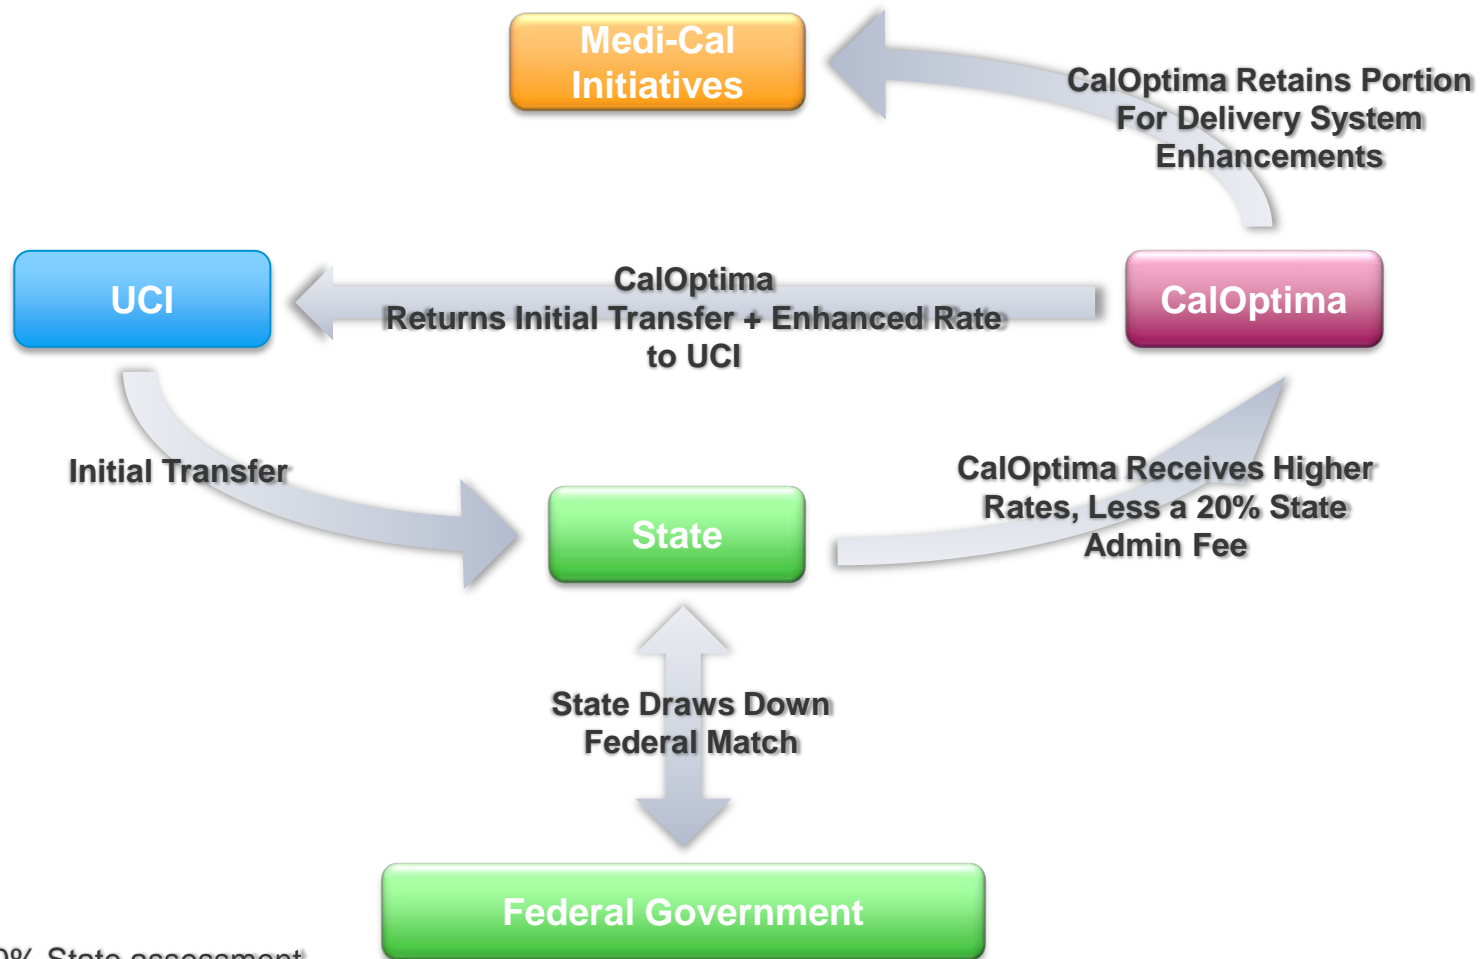 Medi-Cal
Initiatives
CalOptima Retains Portion
For Delivery System
Enhancements
UCI
CalOptima
Returns Initial Transfer + Enhanced Rate
to UCI
CalOptima
Initial Transfer
CalOptima Receives Higher
Rates, Less a 20% State
Admin Fee
State
State Draws Down
Federal Match
Federal Government
State assessment